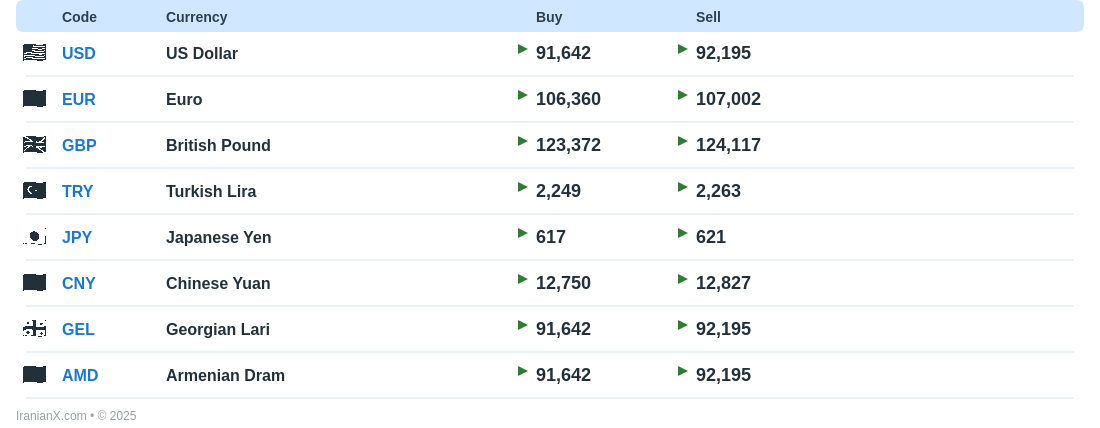 Code Currency Buy Sell
USD US Dollar 91,642 92,195
EUR Euro 106,360 107,002
GBP British Pound 123,372 124,117
TRY Turkish Lira 2,249 2,263
JPY Japanese Yen 617 621
CNY Chinese Yuan 12,750 12,827
GEL Georgian Lari 91,642 92,195
AMD Armenian Dram 91,642 92,195
IranianX.com • © 2025